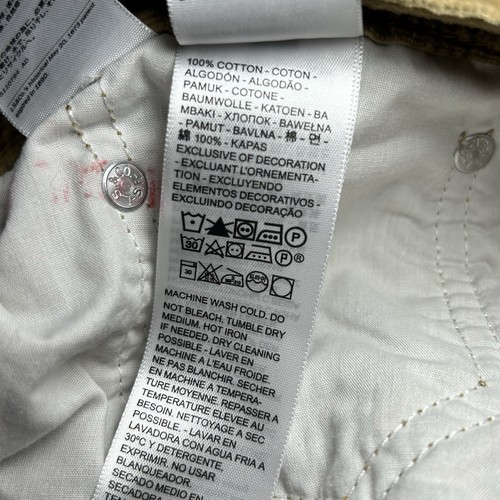 100% COTTON - COTON -
ALGODÓN - ALGODÃO -
PAMUK - COTONE -
BAUMWOLLE - KATOEN - BA
MBAKI - ХЛОПОК - BAWEŁNA
- PAMUT - BAVLNA - 棉 - 면 -
綿 100% - KAPAS
EXCLUSIVE OF DECORATION
- EXCLUANT L'ORNEMENTA-
TION - EXCLUYENDO
ELEMENTOS DECORATIVOS -
EXCLUINDO DECORAÇÃO
P
30 P
30
MACHINE WASH COLD. DO
NOT BLEACH. TUMBLE DRY
MEDIUM. HOT IRON
IF NEEDED. DRY CLEANING
POSSIBLE - LAVER EN
MACHINE A L'EAU FROIDE.
NE PAS BLANCHIR. SECHER
EN MACHINE A TEMPERA-
TURE MOYENNE. REPASSER A
TEMPERATURE ELEVEE AU
BESOIN. NETTOYAGE A SEC
POSSIBLE. - LAVAR EN
LAVADORA CON AGUA FRIA A
30ºC Y DETERGENTE,
EXPRIMIR. NO USAR
BLANQUEADOR.
SECADO MEDIO EN
SECADORA